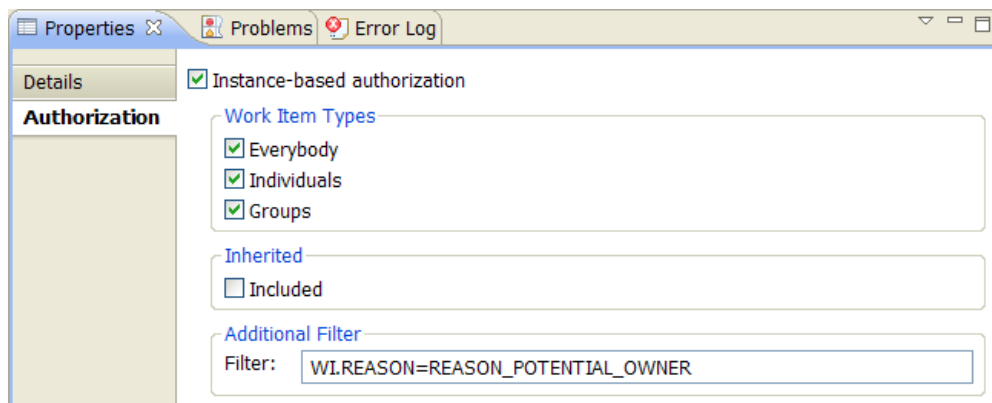 Properties Problems Error Log
Details
Authorization
Instance-based authorization
Work Item Types
Everybody
Individuals
Groups
Inherited
Included
Additional Filter
Filter: WI.REASON=REASON_POTENTIAL_OWNER